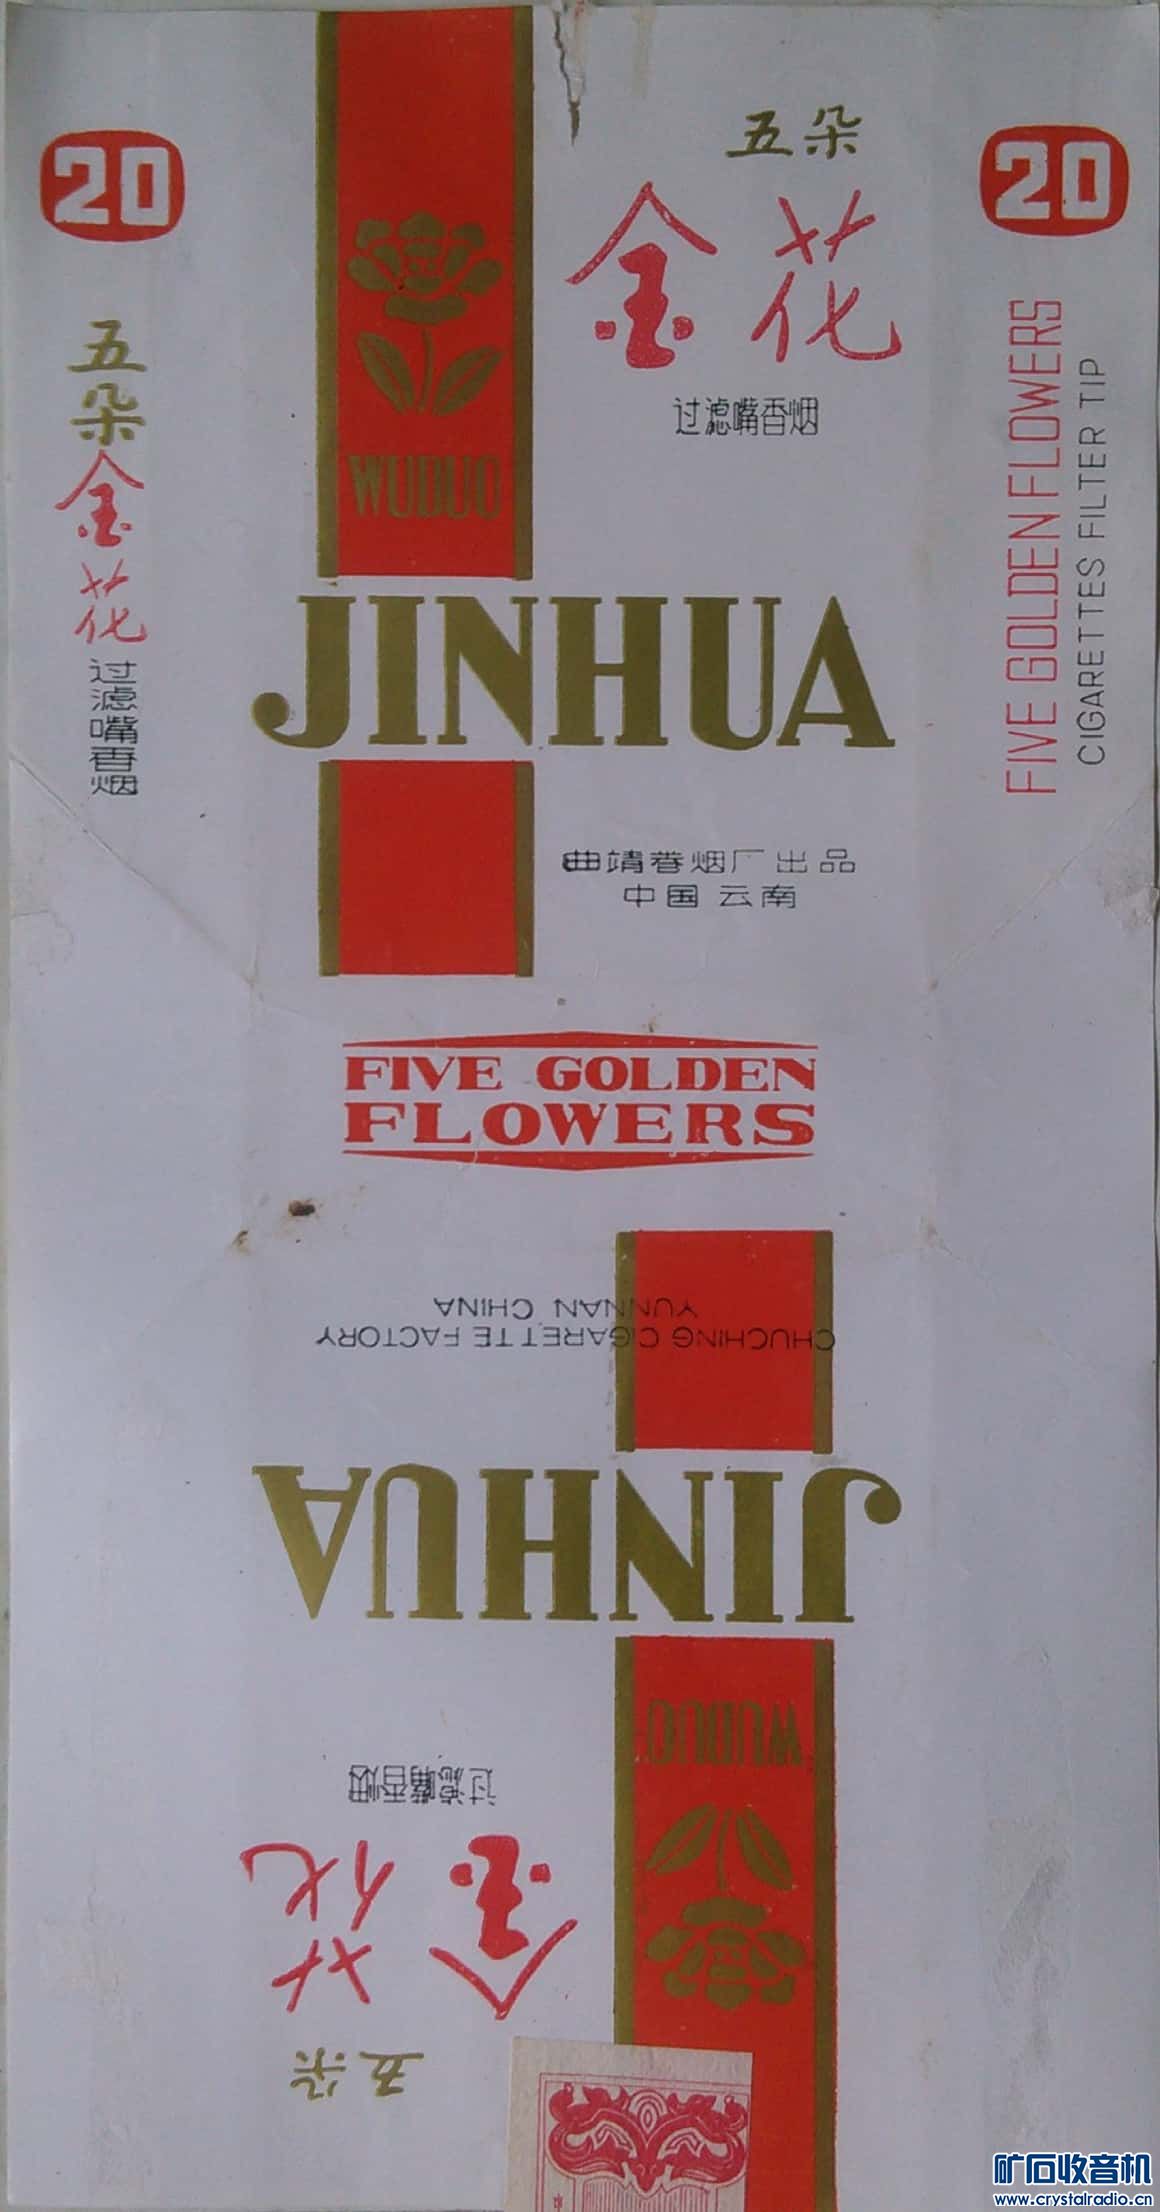 20
五朵
金花
过滤嘴香烟
WUDUO
JINHUA
曲靖卷烟厂出品
中国 云南
20
五朵
金花
过滤嘴香烟
20
FIVE GOLDEN FLOWERS
CIGARETTES FILTER TIP
FIVE GOLDEN
FLOWERS
CHUCHING CIGARETTE FACTORY
YUNNAN CHINA
JINHUA
WUDUO
过滤嘴香烟
金花
五朵
矿石收音机
www.crystalradio.cn